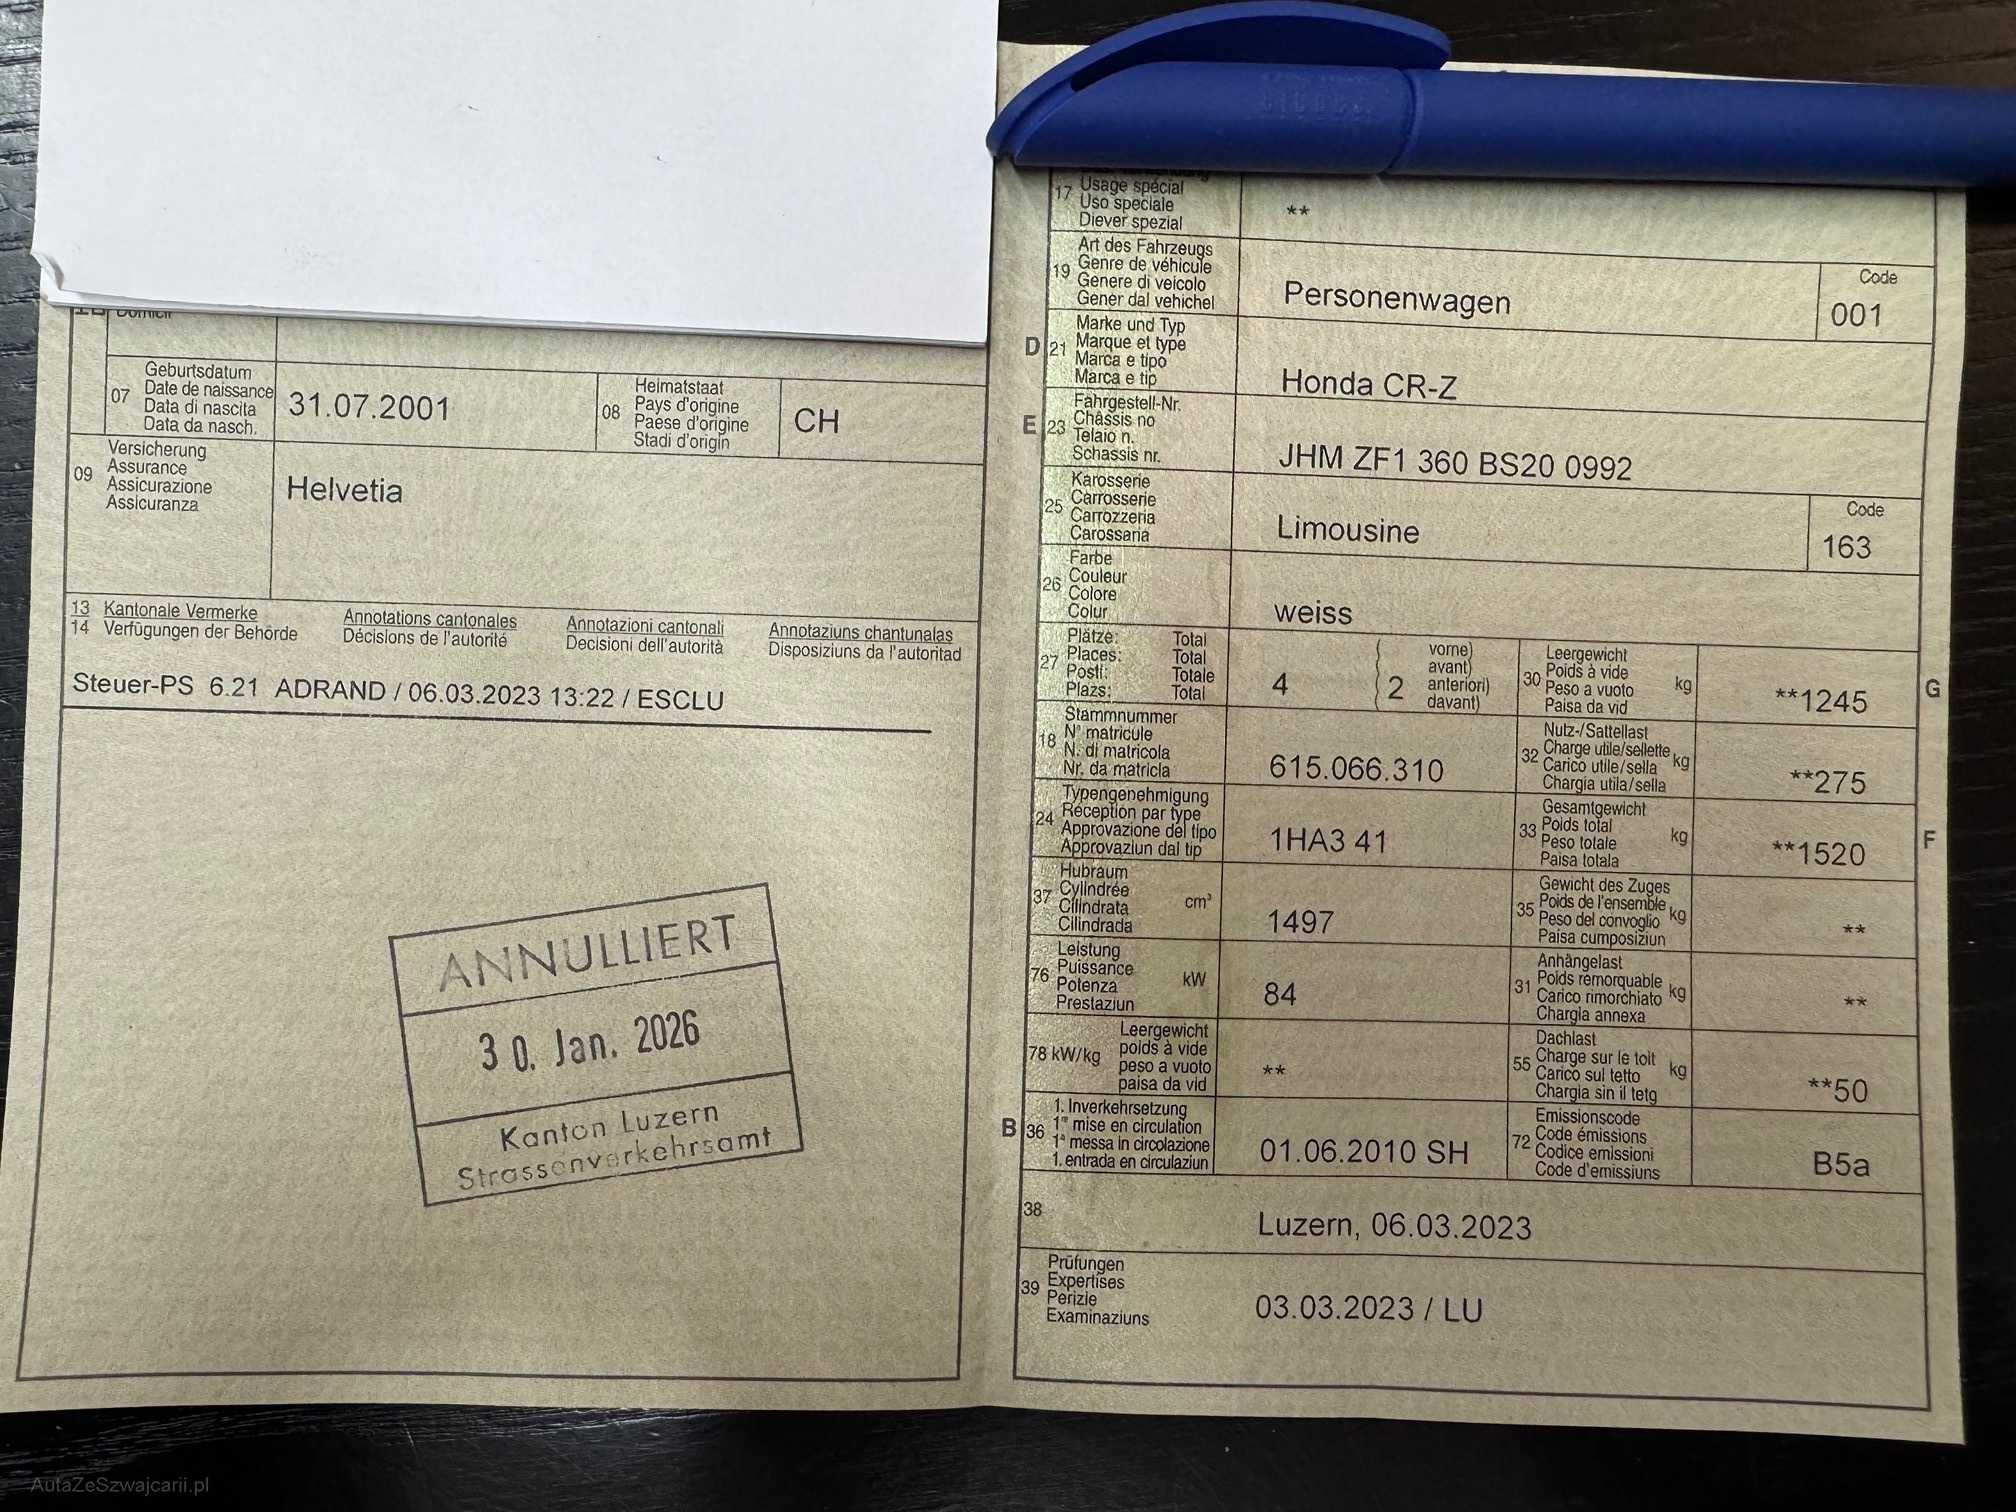 Domicil
07
Geburtsdatum
Date de naissance
Data di nascita
Data da nasch.
31.07.2001
08
Heimatstaat
Pays d'origine
Paese d'origine
Stadi d'origin
CH
09
Versicherung
Assurance
Assicurazione
Assicuranza
Helvetia
13 Kantonale Vermerke Annotations cantonales Annotazioni cantonali Annotaziuns chantunalas
14 Verfügungen der Behörde Décisions de l'autorité Decisioni dell'autorità Disposiziuns da l'autoritad
Steuer-PS 6.21 ADRAND / 06.03.2023 13:22 / ESCLU
ANNULLIERT
30. Jan. 2026
Kanton Luzern
Strassenverkehrsamt
17
Usage spécial
Uso speciale
Diever spezial
**
19
Art des Fahrzeugs
Genre de véhicule
Genere di veicolo
Gener dal vehichel
Personenwagen
Code
001
D 21
Marke und Typ
Marque et type
Marca e tipo
Marca e tip
Honda CR-Z
E 23
Fahrgestell-Nr.
Châssis no
Telaio n.
Schassis nr.
JHM ZF1 360 BS20 0992
25
Karosserie
Carrosserie
Carrozzeria
Carossaria
Limousine
Code
163
26
Farbe
Couleur
Colore
Colur
weiss
27
Plätze: Total
Places: Total
Posti: Totale
Plazs: Total
4
2
vorne)
avant)
anteriori)
davant)
30
Leergewicht
Poids à vide
Peso a vuoto
Paisa da vid
kg
**1245
G
18
Stammnummer
N° matricule
N. di matricola
Nr. da matricla
615.066.310
32
Nutz-/Sattellast
Charge utile/sellette
Carico utile/sella
Chargia utila/sella
kg
**275
24
Typengenehmigung
Réception par type
Approvazione del tipo
Approvaziun dal tip
1HA3 41
33
Gesamtgewicht
Poids total
Peso totale
Paisa totala
kg
**1520
F
37
Hubraum
Cylindrée
Cilindrata
Cilindrada
cm³
1497
35
Gewicht des Zuges
Poids de l'ensemble
Peso del convoglio
Paisa cumposiziun
kg
**
76
Leistung
Puissance
Potenza
Prestaziun
kW
84
31
Anhängelast
Poids remorquable
Carico rimorchiato
Chargia annexa
kg
**
78 kW/kg
Leergewicht
poids à vide
peso a vuoto
paisa da vid
**
55
Dachlast
Charge sur le toit
Carico sul tetto
Chargia sin il tetg
kg
**50
B 36
1. Inverkehrsetzung
1re mise en circulation
1a messa in circolazione
1. entrada en circulaziun
01.06.2010 SH
72
Emissionscode
Code émissions
Codice emissioni
Code d'emissiuns
B5a
38
Luzern, 06.03.2023
39
Prüfungen
Expertises
Perizie
Examinaziuns
03.03.2023 / LU
AutaZeSzwajcarii.pl